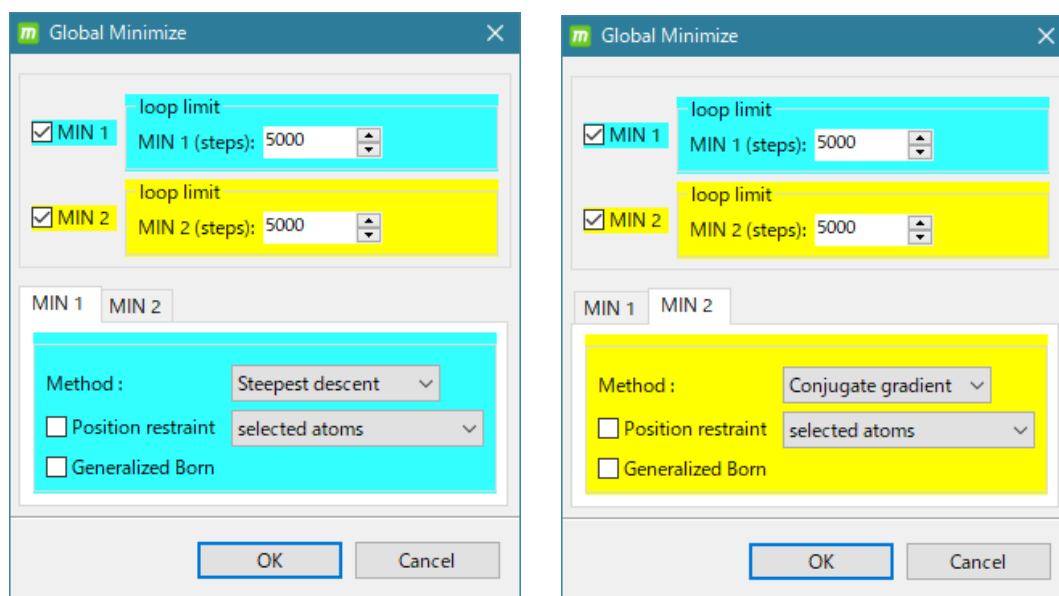 m Global Minimize
loop limit
MIN 1
MIN 1 (steps): 5000
loop limit
MIN 2
MIN 2 (steps): 5000
MIN 1 MIN 2
Method : Steepest descent
Position restraint selected atoms
Generalized Born
OK Cancel
m Global Minimize
loop limit
MIN 1
MIN 1 (steps): 5000
loop limit
MIN 2
MIN 2 (steps): 5000
MIN 1 MIN 2
Method : Conjugate gradient
Position restraint selected atoms
Generalized Born
OK Cancel